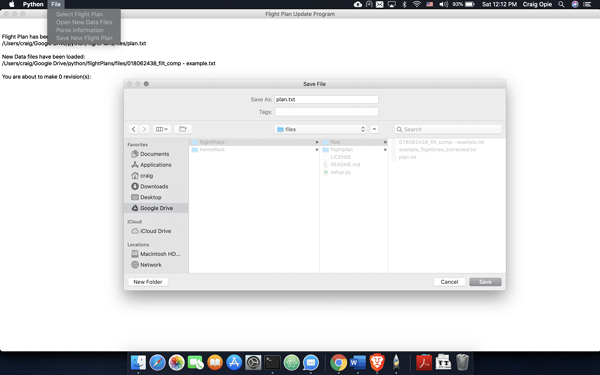 Python File 93% Sat 12:12 PM Craig Opie
Select Flight Plan
Open New Data Files
Parse Information
Save New Flight Plan
Flight Plan Update Program
Flight Plan has be
/Users/craig/Google Drive/python/flightPlans/files/plan.txt
New Data files have been loaded:
/Users/craig/Google Drive/python/flightPlans/files/018062438_filt_comp - example.txt
You are about to make 0 revision(s):
Save File
Save As: plan.txt
Tags:
files
Search
Favorites
Documents
Applications
craig
Downloads
Desktop
Google Drive
iCloud
iCloud Drive
Locations
Macintosh HD...
Network
flightPlans
homeWork
files
flightplan
LICENSE
README.md
setup.py
018062438_filt_comp - example.txt
example_flightlines_corrected.txt
plan.txt
New Folder
Cancel
Save